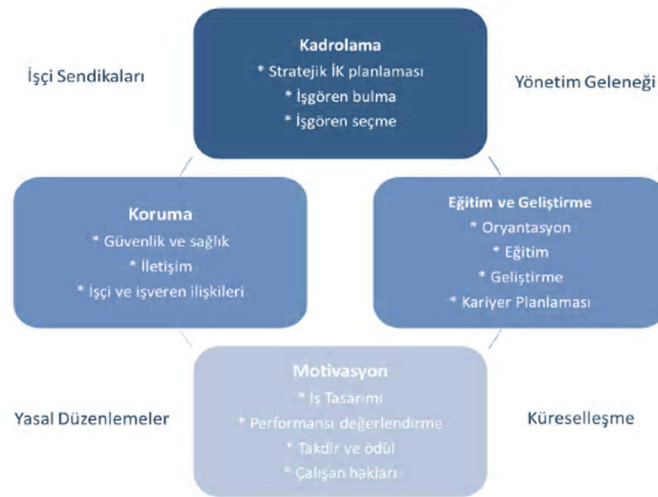 Kadrolama
* Stratejik İK planlaması
* İşgören bulma
* İşgören seçme
İşçi Sendikaları
Yönetim Geleneği
Koruma
* Güvenlik ve sağlık
* İletişim
* İşçi ve işveren ilişkileri
Eğitim ve Geliştirme
* Oryantasyon
* Eğitim
* Geliştirme
* Kariyer Planlaması
Motivasyon
* İş Tasarımı
* Performansı değerlendirme
* Takdir ve ödül
* Çalışan hakları
Yasal Düzenlemeler
Küreselleşme